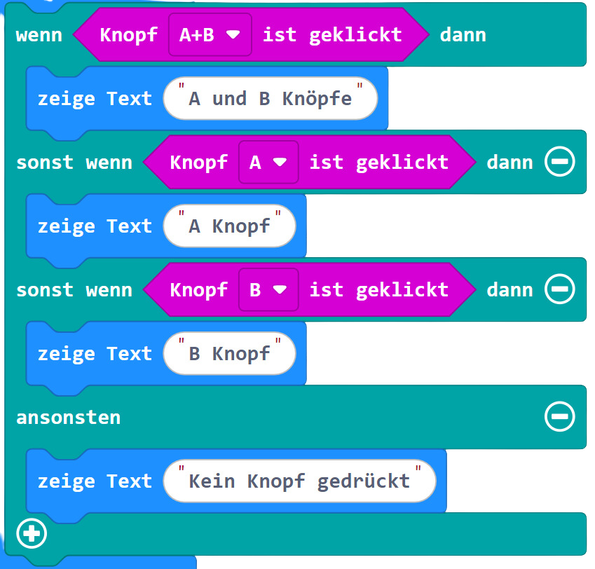 wenn Knopf A+B ist geklickt dann
zeige Text "A und B Knöpfe"
sonst wenn Knopf A ist geklickt dann
zeige Text "A Knopf"
sonst wenn Knopf B ist geklickt dann
zeige Text "B Knopf"
ansonsten
zeige Text "Kein Knopf gedrückt"